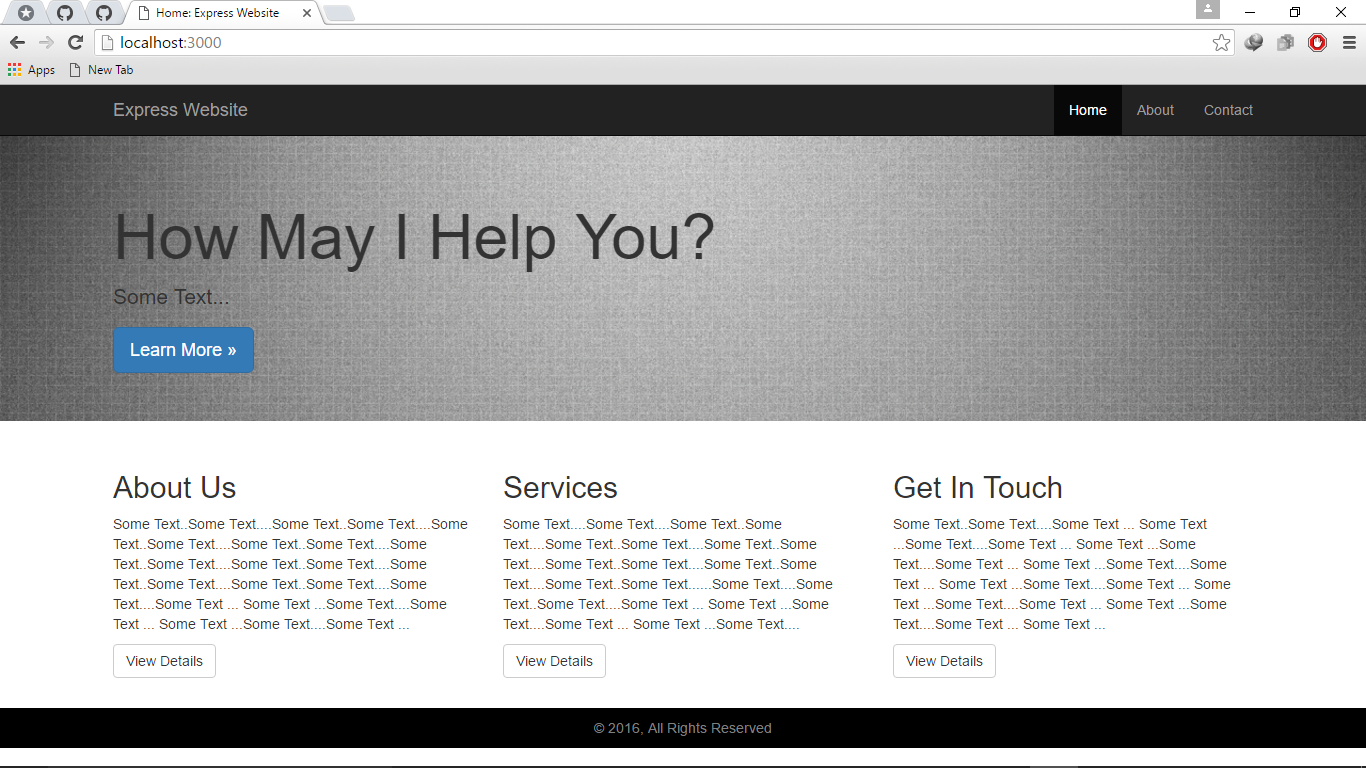 Home: Express Website
localhost:3000
Apps New Tab
Express Website Home About Contact
How May I Help You?
Some Text...
Learn More »
About Us
Some Text..Some Text....Some Text..Some Text....Some
Text..Some Text....Some Text..Some Text....Some
Text....Some Text..Some Text....Some Text....Some
Text..Some Text....Some Text..Some Text....Some
Text....Some Text ... Some Text ...Some Text....Some
Text ... Some Text ...Some Text....Some Text ...
View Details
Services
Some Text....Some Text....Some Text..Some
Text....Some Text..Some Text....Some Text..Some
Text....Some Text..Some Text....Some Text..Some
Text....Some Text..Some Text......Some Text....Some
Text..Some Text....Some Text ... Some Text ...Some
Text....Some Text ... Some Text ...Some Text....
View Details
Get In Touch
Some Text..Some Text....Some Text ... Some Text
...Some Text....Some Text ... Some Text ...Some
Text....Some Text ... Some Text ...Some Text....Some
Text ... Some Text ...Some Text....Some Text ... Some
Text ...Some Text....Some Text ... Some Text ...Some
Text....Some Text ... Some Text ...
View Details
© 2016, All Rights Reserved